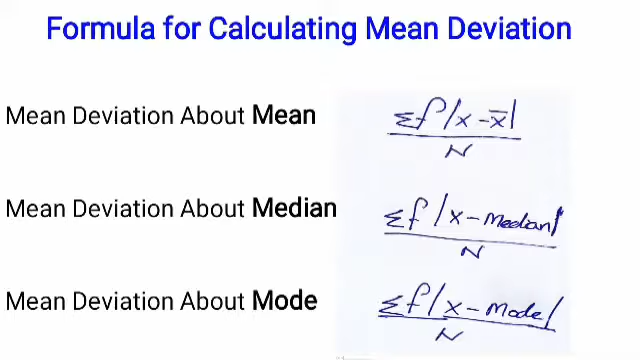 Formula for Calculating Mean Deviation
Mean Deviation About Mean
Σf|x-x̅|
N
Mean Deviation About Median
Σf|x-Median|
N
Mean Deviation About Mode
Σf|x-Mode|
N